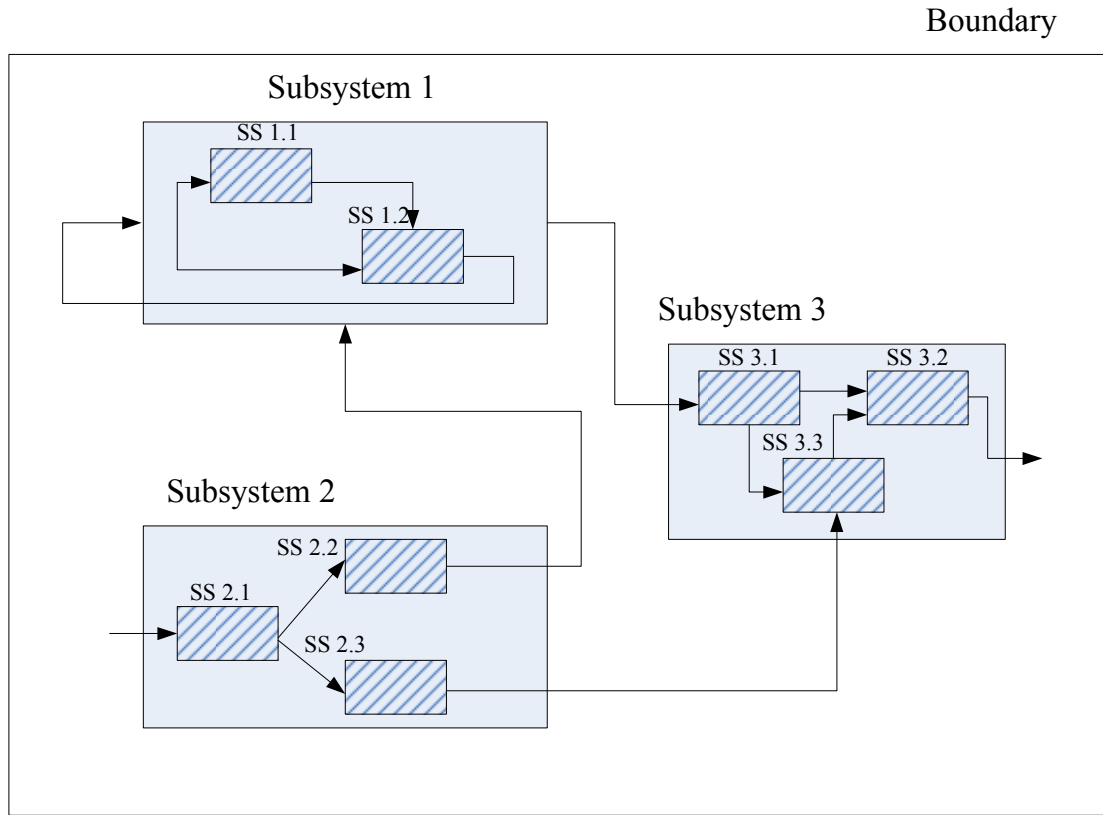 Boundary
Subsystem 1
SS 1.1
SS 1.2
Subsystem 3
SS 3.1
SS 3.2
SS 3.3
Subsystem 2
SS 2.2
SS 2.1
SS 2.3